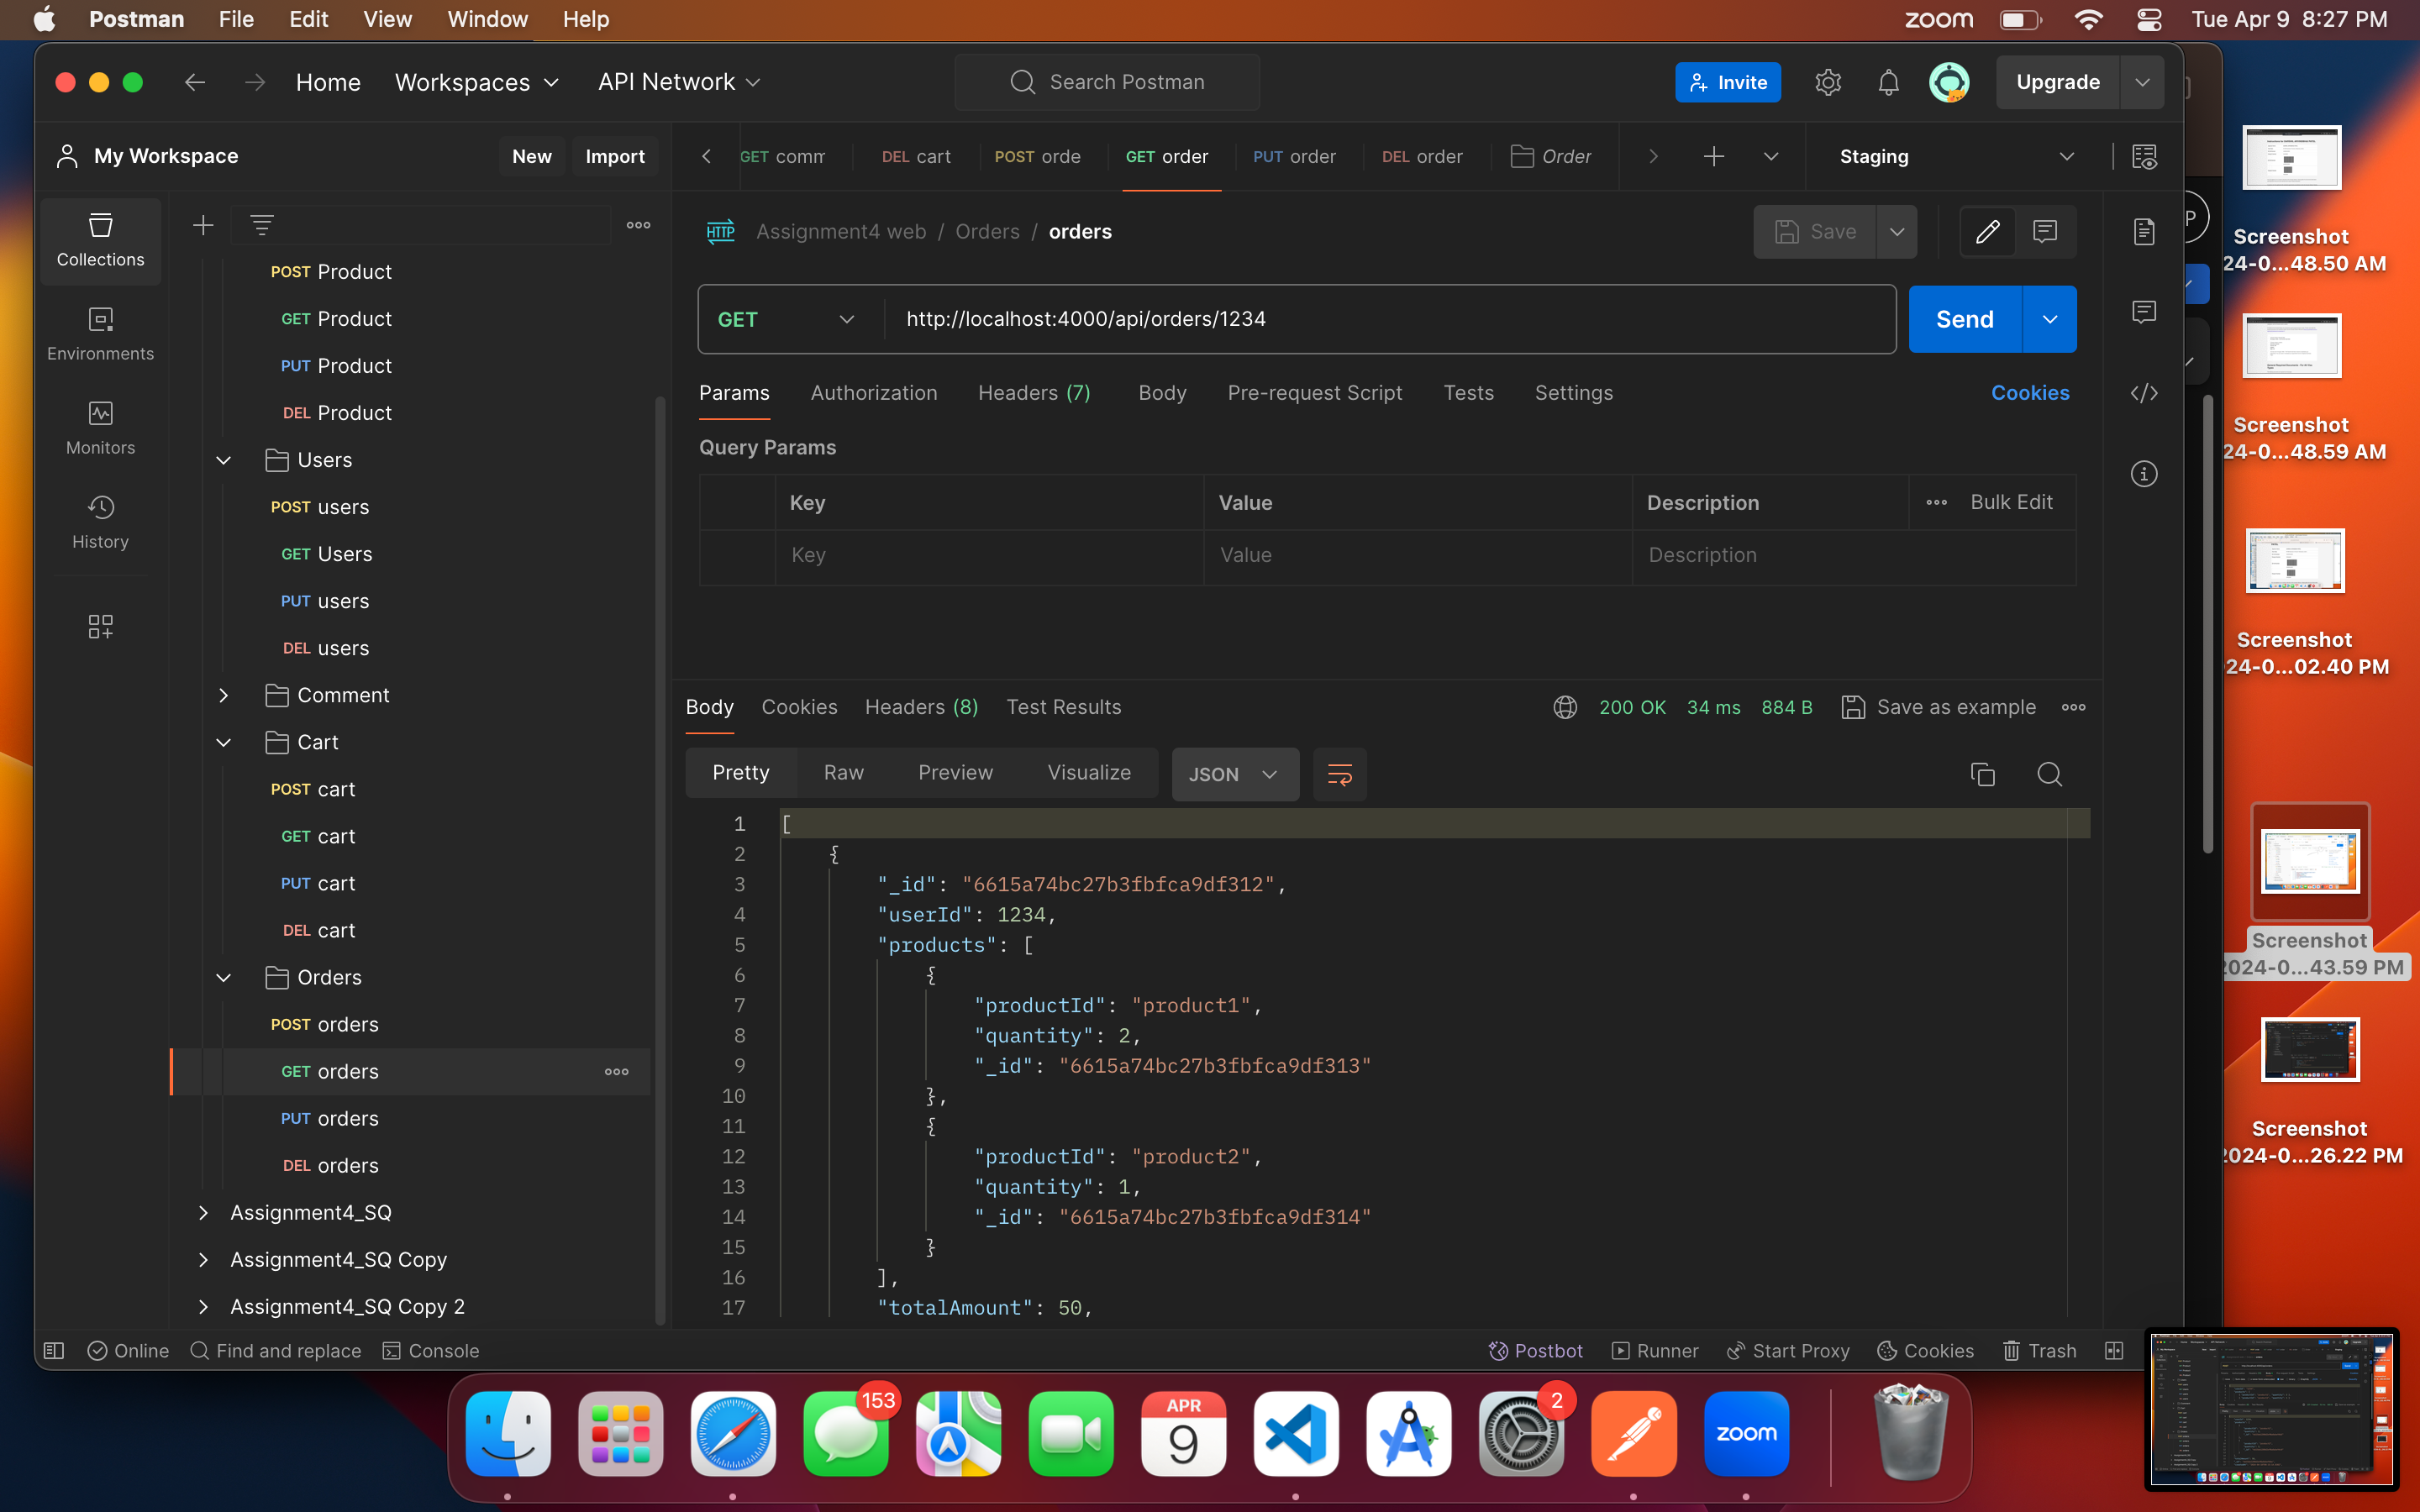 Postman File Edit View Window Help
zoom Tue Apr 9 8:27 PM
Home Workspaces API Network Search Postman Invite Upgrade
My Workspace New Import
GET comm DEL cart POST orde GET order PUT order DEL order Order Staging
Collections
Environments
Monitors
History
POST Product
GET Product
PUT Product
DEL Product
Users
POST users
GET Users
PUT users
DEL users
Comment
Cart
POST cart
GET cart
PUT cart
DEL cart
Orders
POST orders
GET orders
PUT orders
DEL orders
Assignment4_SQ
Assignment4_SQ Copy
Assignment4_SQ Copy 2
HTTP Assignment4 web / Orders / orders Save
GET http://localhost:4000/api/orders/1234 Send
Params Authorization Headers (7) Body Pre-request Script Tests Settings Cookies
Query Params
Key Value Description Bulk Edit
Key Value Description
Body Cookies Headers (8) Test Results 200 OK 34 ms 884 B Save as example
Pretty Raw Preview Visualize JSON
1 [
2 {
3 "_id": "6615a74bc27b3fbfca9df312",
4 "userId": 1234,
5 "products": [
6 {
7 "productId": "product1",
8 "quantity": 2,
9 "_id": "6615a74bc27b3fbfca9df313"
10 },
11 {
12 "productId": "product2",
13 "quantity": 1,
14 "_id": "6615a74bc27b3fbfca9df314"
15 }
16 ],
17 "totalAmount": 50,
Online Find and replace Console Postbot Runner Start Proxy Cookies Trash
P
Screenshot
24-0...48.50 AM
Screenshot
24-0...48.59 AM
Screenshot
24-0...02.40 PM
Screenshot
2024-0...43.59 PM
Screenshot
2024-0...26.22 PM
153
APR
9
2
zoom